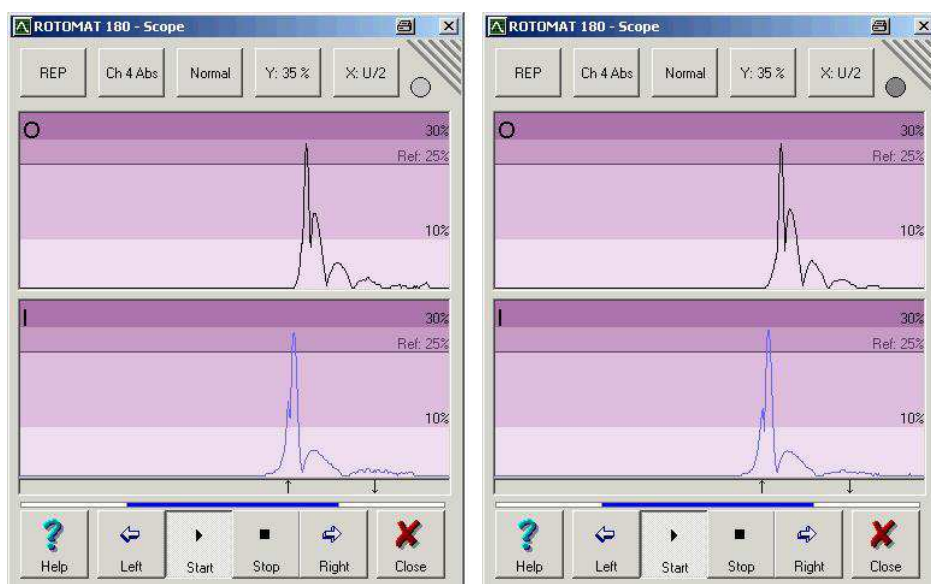 ROTOMAT 180 - Scope
REP Ch 4 Abs Normal Y: 35 % X: U/2
O
30%
Ref: 25%
10%
I
30%
Ref: 25%
10%
Help Left Start Stop Right Close
ROTOMAT 180 - Scope
REP Ch 4 Abs Normal Y: 35 % X: U/2
O
30%
Ref: 25%
10%
I
30%
Ref: 25%
10%
Help Left Start Stop Right Close